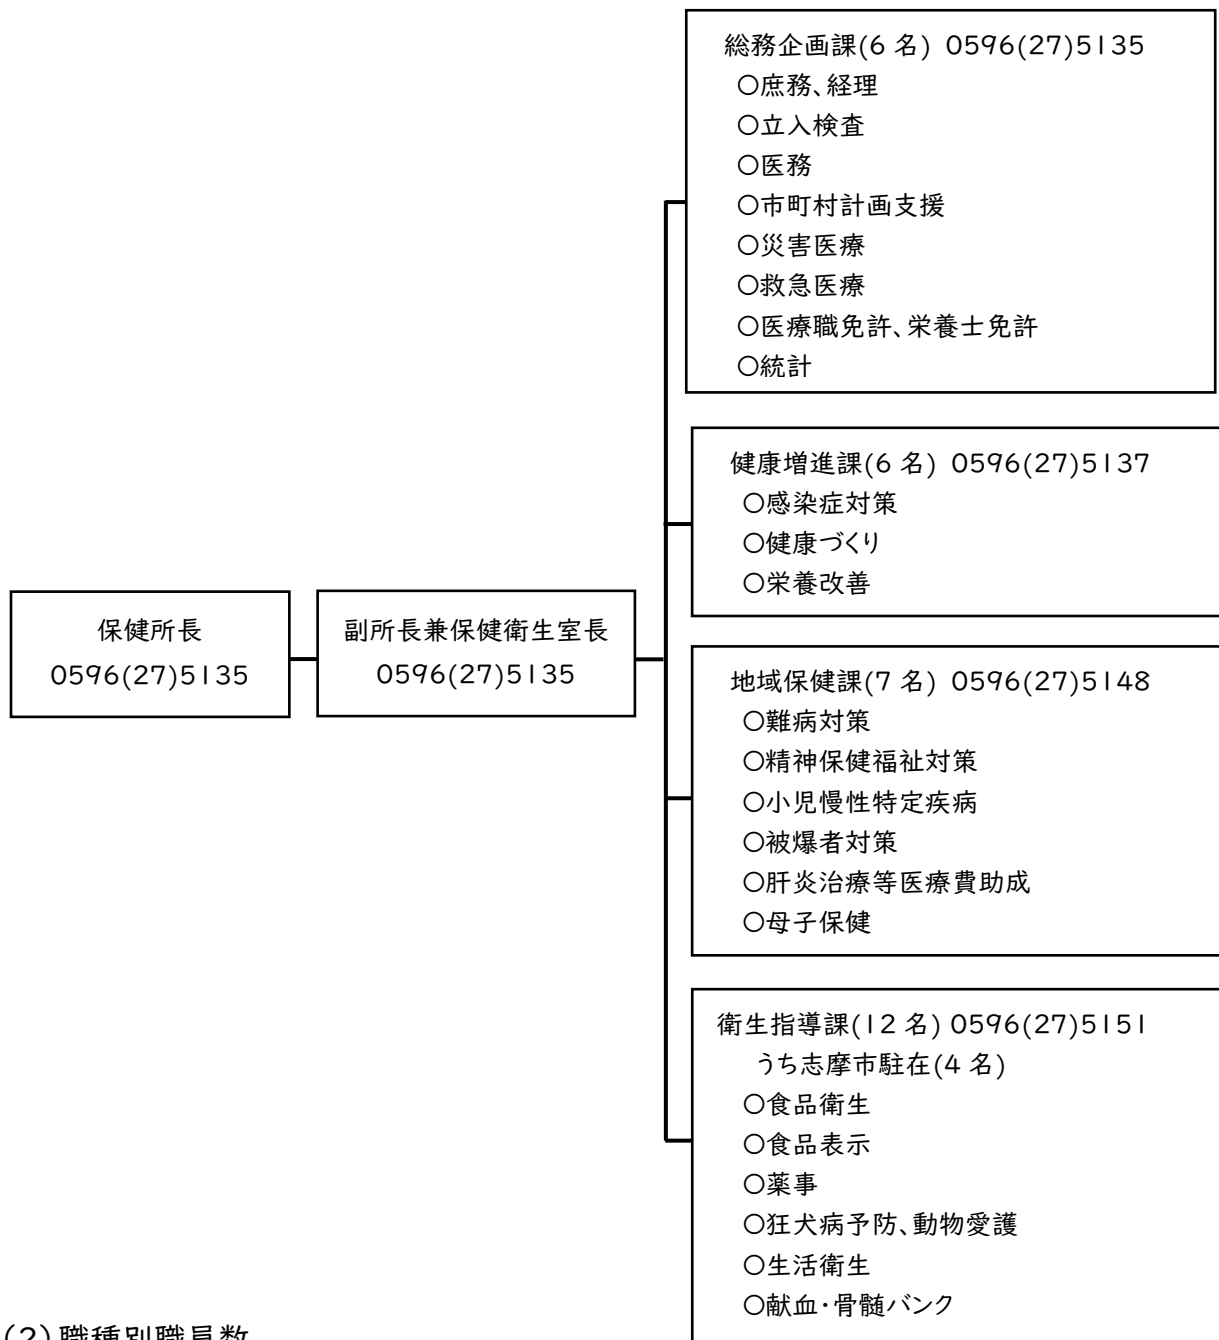 総務企画課(6 名) 0596(27)5135
○庶務、経理
○立入検査
○医務
○市町村計画支援
○災害医療
○救急医療
○医療職免許、栄養士免許
○統計
健康増進課(6 名) 0596(27)5137
○感染症対策
○健康づくり
○栄養改善
保健所長
0596(27)5135
副所長兼保健衛生室長
0596(27)5135
地域保健課(7 名) 0596(27)5148
○難病対策
○精神保健福祉対策
○小児慢性特定疾病
○被爆者対策
○肝炎治療等医療費助成
○母子保健
衛生指導課(12 名) 0596(27)5151
うち志摩市駐在(4 名)
○食品衛生
○食品表示
○薬事
○狂犬病予防、動物愛護
○生活衛生
○献血・骨髄バンク
(2) 職種別職員数